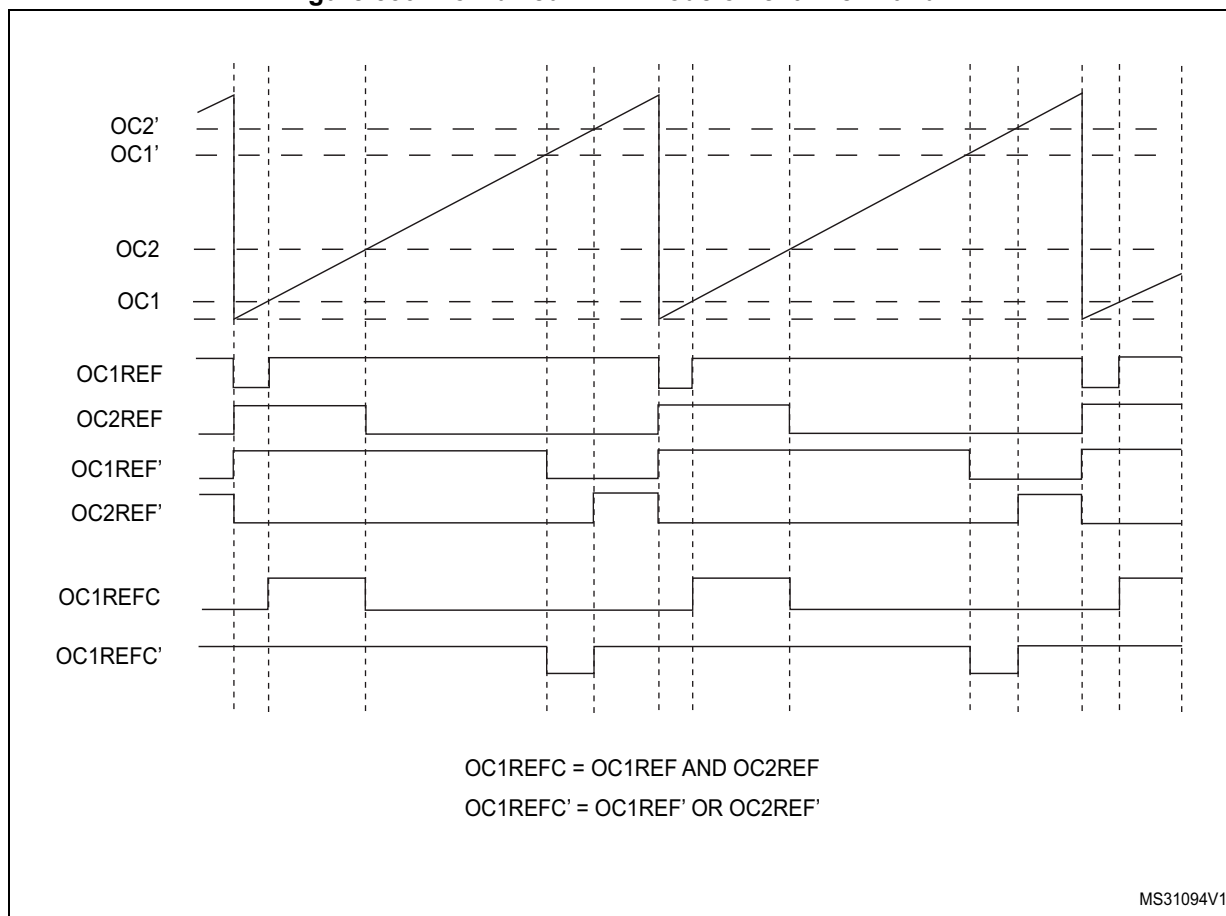 OC2’
OC1’
OC2
OC1
OC1REF
OC2REF
OC1REF’
OC2REF’
OC1REFC
OC1REFC’
OC1REFC = OC1REF AND OC2REF
OC1REFC’ = OC1REF’ OR OC2REF’
MS31094V1